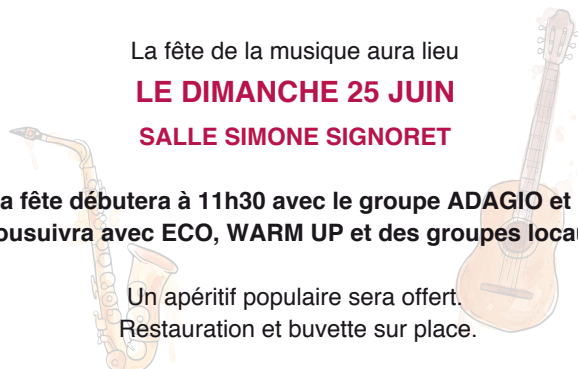 La fête de la musique aura lieu
LE DIMANCHE 25 JUIN
SALLE SIMONE SIGNORET
a fête débutera à 11h30 avec le groupe ADAGIO et
ousuivra avec ECO, WARM UP et des groupes locau
Un apéritif populaire sera offert.
Restauration et buvette sur place.